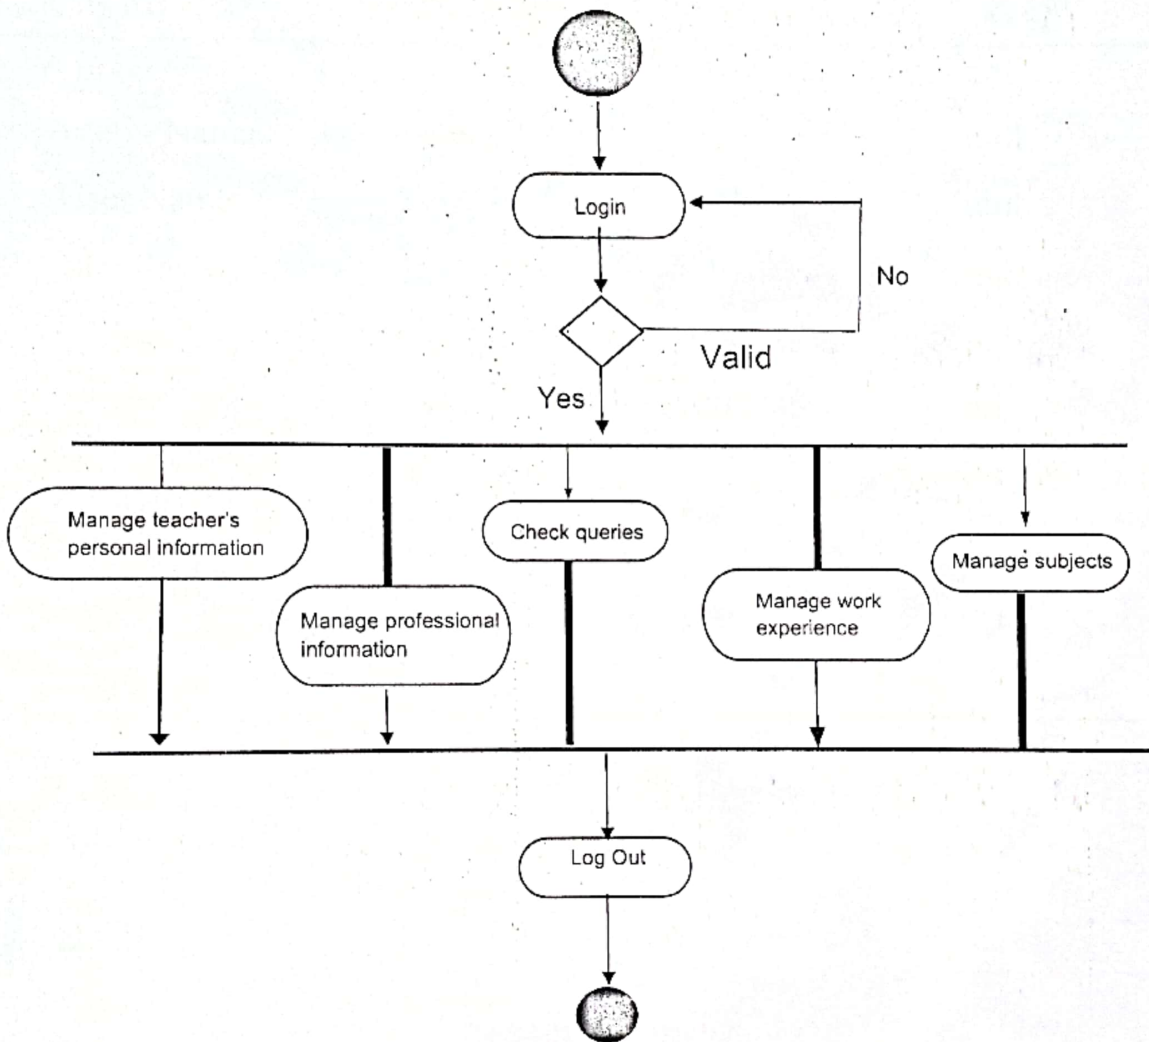 Login
No
Valid
Yes
Manage teacher's
personal information
Check queries
Manage subjects
Manage professional
information
Manage work
experience
Log Out